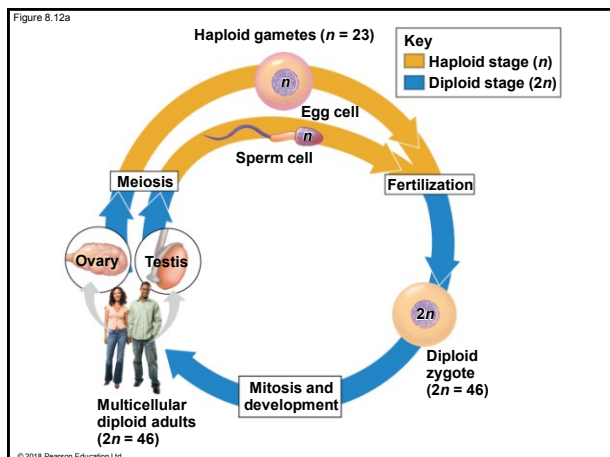 Figure 8.12a
Haploid gametes (n = 23)
Key
Haploid stage (n)
Diploid stage (2n)
n
Egg cell
n
Sperm cell
Meiosis
Fertilization
Ovary
Testis
2n
Diploid
zygote
(2n = 46)
Mitosis and
development
Multicellular
diploid adults
(2n = 46)
© 2018 Pearson Education Ltd.